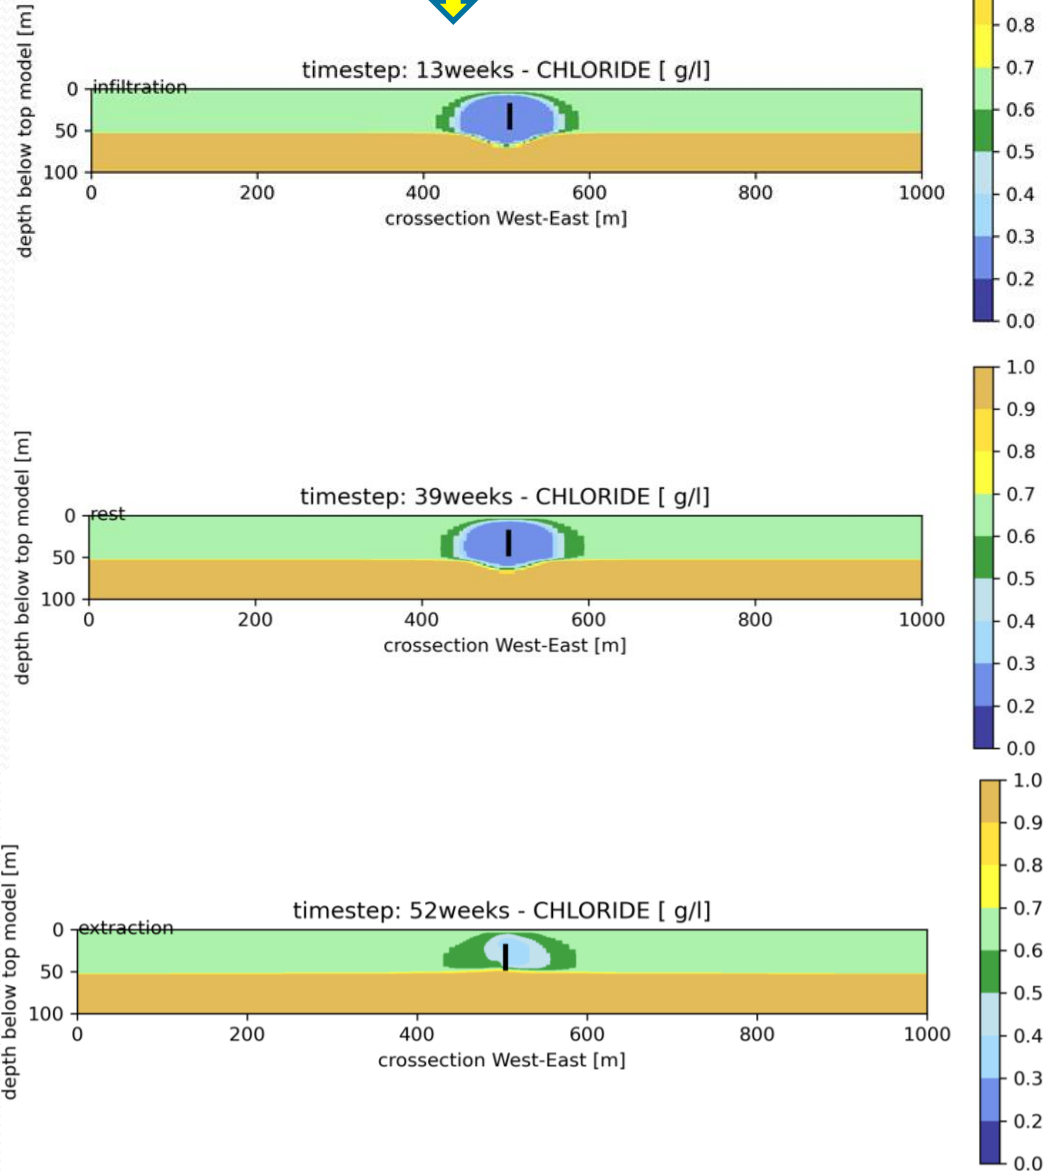 0.8
0.7
0.6
0.5
0.4
0.3
0.2
0.0
timestep: 13weeks - CHLORIDE [ g/l]
infiltration
depth below top model [m]
0
50
100
0 200 400 600 800 1000
crossection West-East [m]
1.0
0.9
0.8
0.7
0.6
0.5
0.4
0.3
0.2
0.0
timestep: 39weeks - CHLORIDE [ g/l]
rest
depth below top model [m]
0
50
100
0 200 400 600 800 1000
crossection West-East [m]
1.0
0.9
0.8
0.7
0.6
0.5
0.4
0.3
0.2
0.0
timestep: 52weeks - CHLORIDE [ g/l]
extraction
depth below top model [m]
0
50
100
0 200 400 600 800 1000
crossection West-East [m]